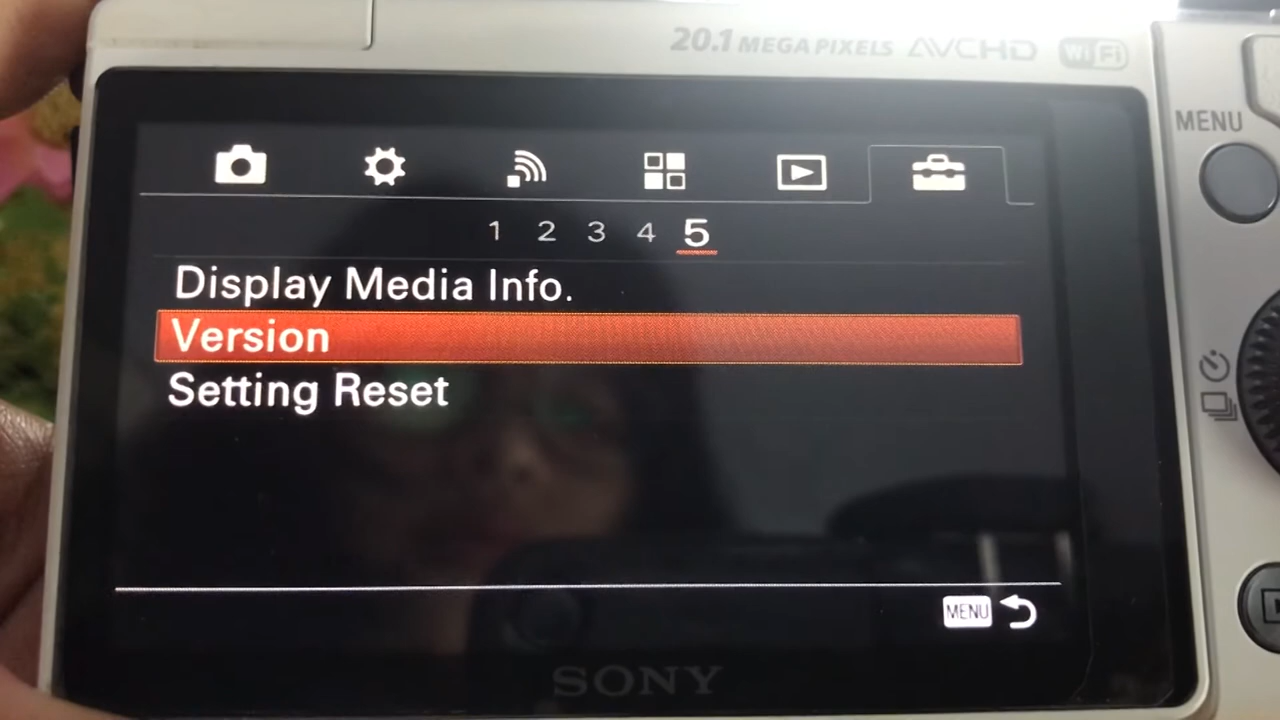 20.1 MEGA PIXELS AVCHD Wi Fi
MENU
1 2 3 4 5
Display Media Info.
Version
Setting Reset
MENU
SONY